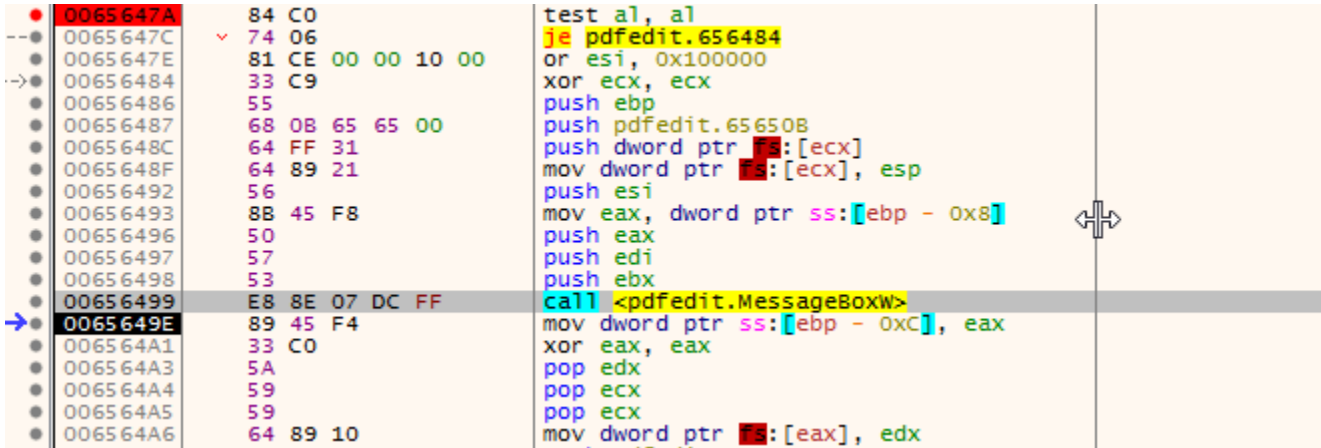 0065647A 84 C0 test al, al
0065647C 74 06 je pdfedit.656484
0065647E 81 CE 00 00 10 00 or esi, 0x100000
00656484 33 C9 xor ecx, ecx
00656486 55 push ebp
00656487 68 0B 65 65 00 push pdfedit.65650B
0065648C 64 FF 31 push dword ptr fs:[ecx]
0065648F 64 89 21 mov dword ptr fs:[ecx], esp
00656492 56 push esi
00656493 8B 45 F8 mov eax, dword ptr ss:[ebp - 0x8]
00656496 50 push eax
00656497 57 push edi
00656498 53 push ebx
00656499 E8 8E 07 DC FF call <pdfedit.MessageBoxW>
0065649E 89 45 F4 mov dword ptr ss:[ebp - 0xC], eax
006564A1 33 C0 xor eax, eax
006564A3 5A pop edx
006564A4 59 pop ecx
006564A5 59 pop ecx
006564A6 64 89 10 mov dword ptr fs:[eax], edx